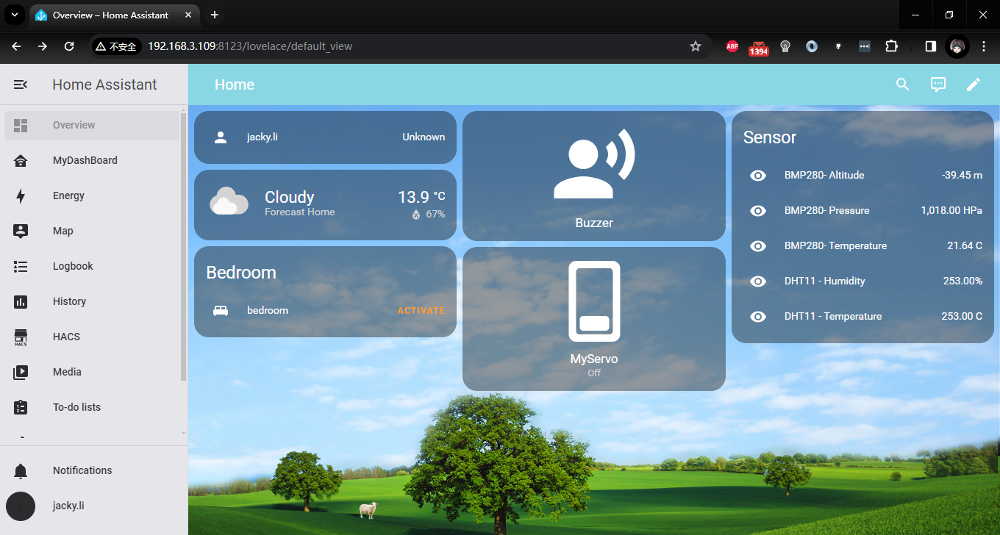 Overview – Home Assistant
不安全
192.168.3.109:8123/lovelace/default_view
ABP
1394
Home Assistant
Home
Overview
MyDashBoard
Energy
Map
Logbook
History
HACS
HACS
Media
To-do lists
Notifications
jacky.li
jacky.li Unknown
Cloudy 13.9 °C
Forecast Home 67%
Bedroom
bedroom ACTIVATE
Buzzer
MyServo
Off
Sensor
BMP280- Altitude -39.45 m
BMP280- Pressure 1,018.00 HPa
BMP280- Temperature 21.64 C
DHT11 - Humidity 253.00%
DHT11 - Temperature 253.00 C